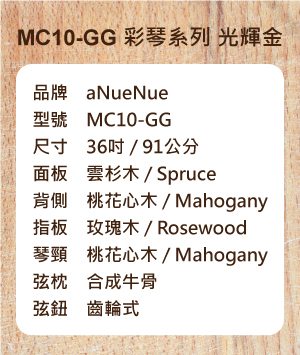 MC10-GG 彩琴系列 光輝金
品牌 aNueNue
型號 MC10-GG
尺寸 36吋 / 91公分
面板 雲杉木 / Spruce
背側 桃花心木 / Mahogany
指板 玫瑰木 / Rosewood
琴頸 桃花心木 / Mahogany
弦枕 合成牛骨
弦鈕 齒輪式